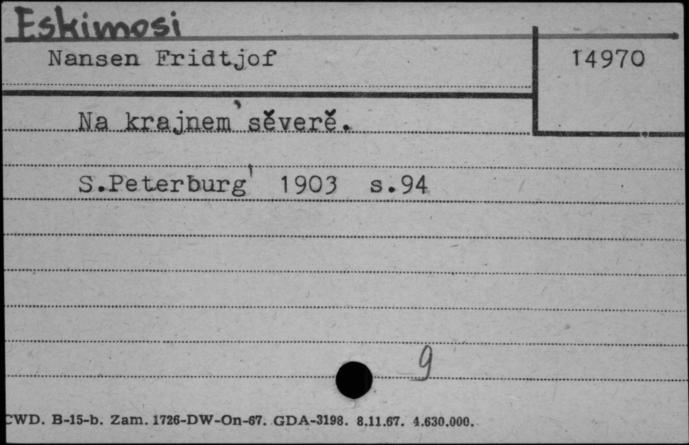 Eskimosi
Nansen Fridtjof 14970
Na krajnem' sěverě.
S.Peterburg' 1903 s.94
9
CWD. B-15-b. Zam. 1726-DW-On-67. GDA-3198. 8.11.67. 4.630.000.